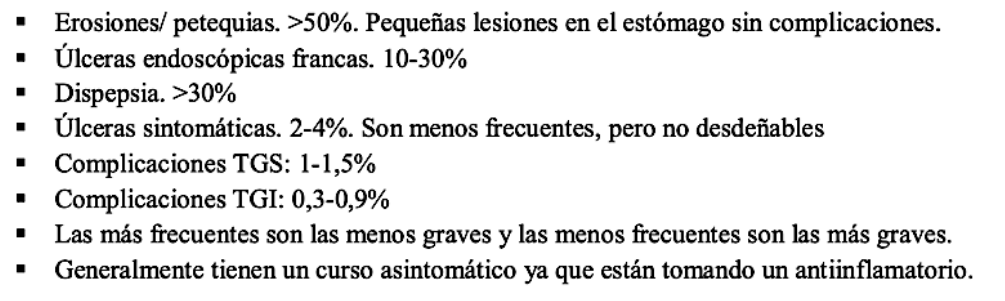 ▪ Erosiones/ petequias. >50%. Pequeñas lesiones en el estómago sin complicaciones.
▪ Úlceras endoscópicas francas. 10-30%
▪ Dispepsia. >30%
▪ Úlceras sintomáticas. 2-4%. Son menos frecuentes, pero no desdeñables
▪ Complicaciones TGS: 1-1,5%
▪ Complicaciones TGI: 0,3-0,9%
▪ Las más frecuentes son las menos graves y las menos frecuentes son las más graves.
▪ Generalmente tienen un curso asintomático ya que están tomando un antiinflamatorio.